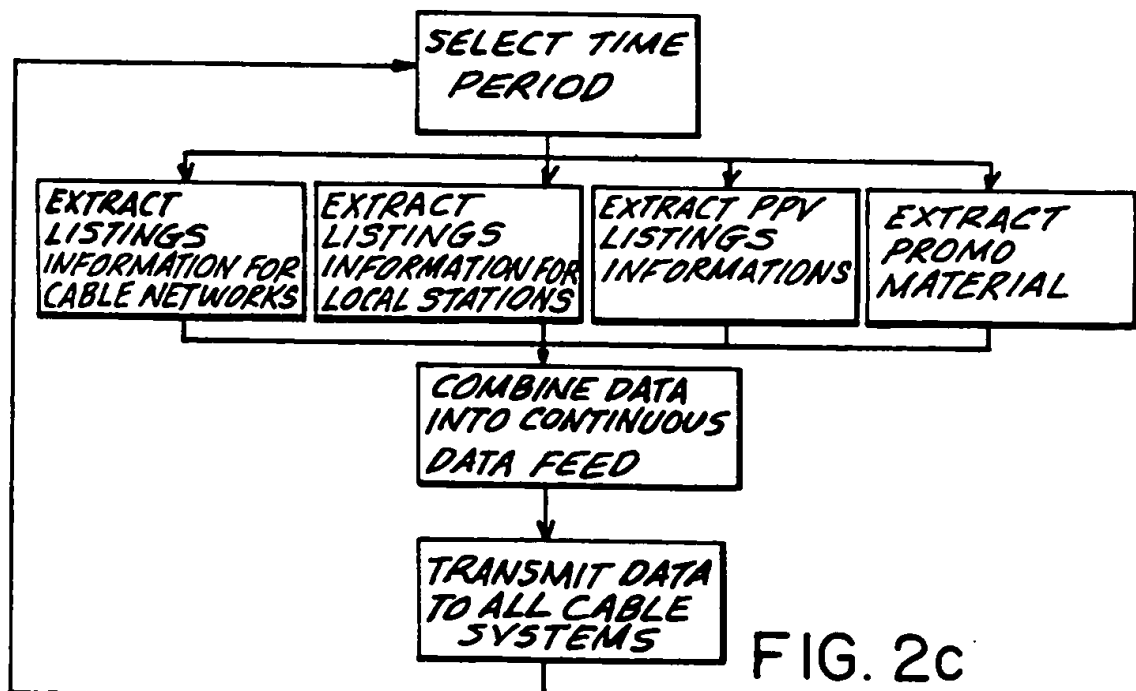 SELECT TIME
PERIOD
EXTRACT
LISTINGS
INFORMATION FOR
CABLE NETWORKS
EXTRACT
LISTINGS
INFORMATION FOR
LOCAL STATIONS
EXTRACT PPV
LISTINGS
INFORMATIONS
EXTRACT
PROMO
MATERIAL
COMBINE DATA
INTO CONTINUOUS
DATA FEED
TRANSMIT DATA
TO ALL CABLE
SYSTEMS
FIG. 2c